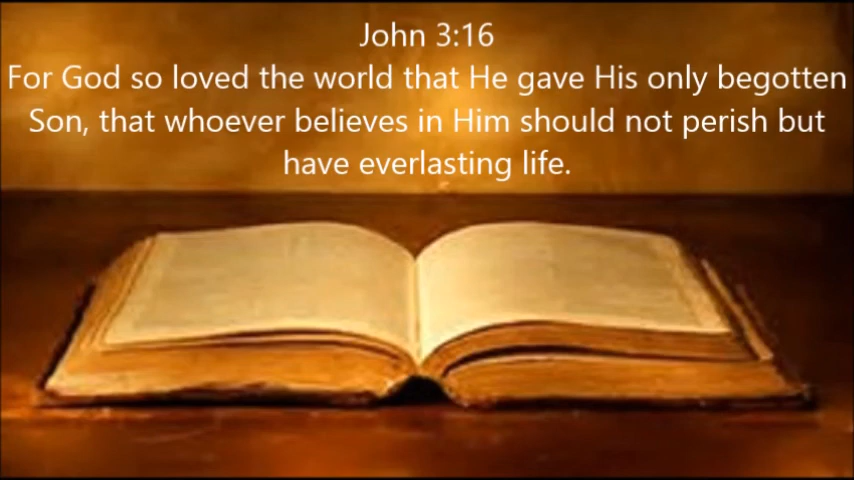 John 3:16
For God so loved the world that He gave His only begotten
Son, that whoever believes in Him should not perish but
have everlasting life.